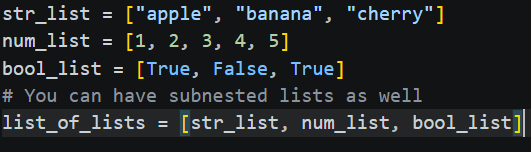 str_list = ["apple", "banana", "cherry"]
num_list = [1, 2, 3, 4, 5]
bool_list = [True, False, True]
# You can have subnested lists as well
list_of_lists = [str_list, num_list, bool_list]